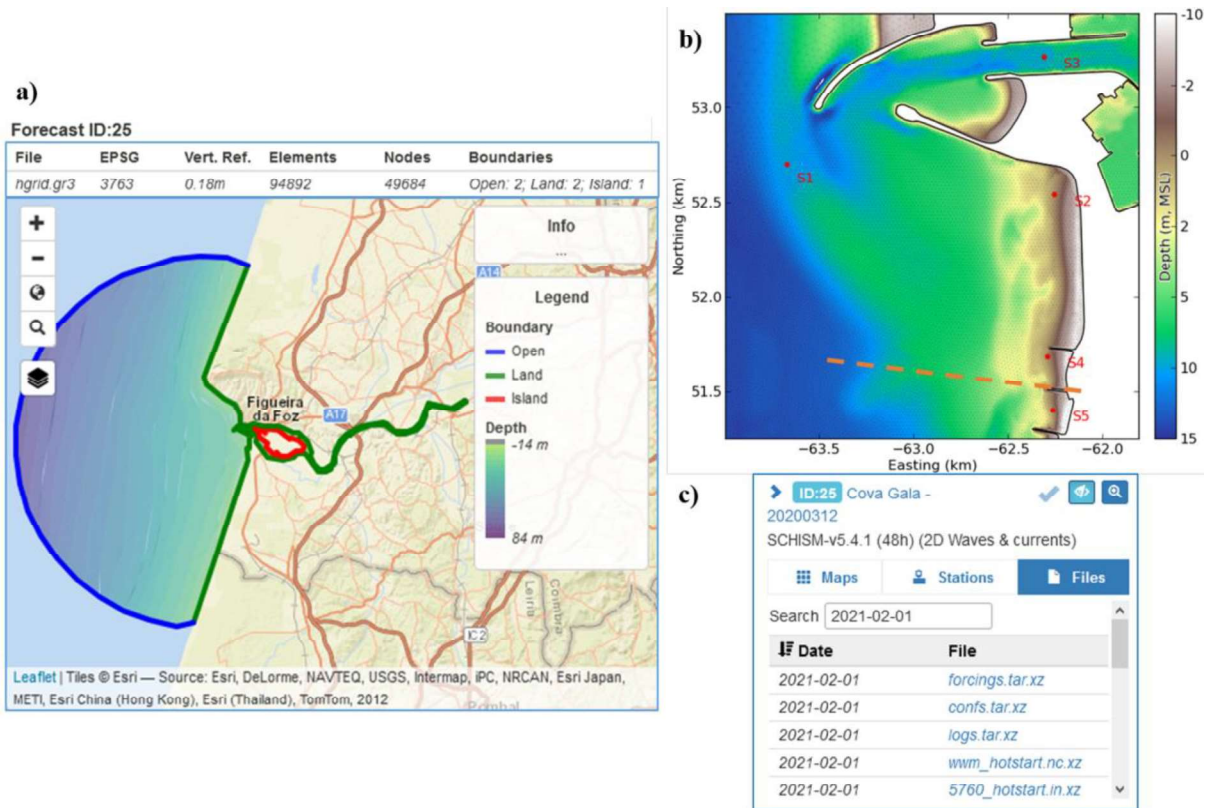 a)
Forecast ID:25
File EPSG Vert. Ref. Elements Nodes Boundaries
hgrid.gr3 3763 0.18m 94892 49684 Open: 2; Land: 2; Island: 1
+
−
Info
...
A14
Legend
Boundary
Open
Land
Island
Depth
-14 m
84 m
Figueira
da Foz
A17
Leiria
Coimbra
IC 2
Pombal
Leaflet | Tiles © Esri — Source: Esri, DeLorme, NAVTEQ, USGS, Intermap, iPC, NRCAN, Esri Japan,
METI, Esri China (Hong Kong), Esri (Thailand), TomTom, 2012
b)
53.0
52.5
52.0
51.5
Northing (km)
−63.5
−63.0
−62.5
−62.0
Easting (km)
S1
S2
S3
S4
S5
-10
-2
0
2
5
10
15
Depth (m, MSL)
c)
ID:25 Cova Gala -
20200312
SCHISM-v5.4.1 (48h) (2D Waves & currents)
Maps Stations Files
Search 2021-02-01
Date File
2021-02-01 forcings.tar.xz
2021-02-01 confs.tar.xz
2021-02-01 logs.tar.xz
2021-02-01 wwm_hotstart.nc.xz
2021-02-01 5760_hotstart.in.xz